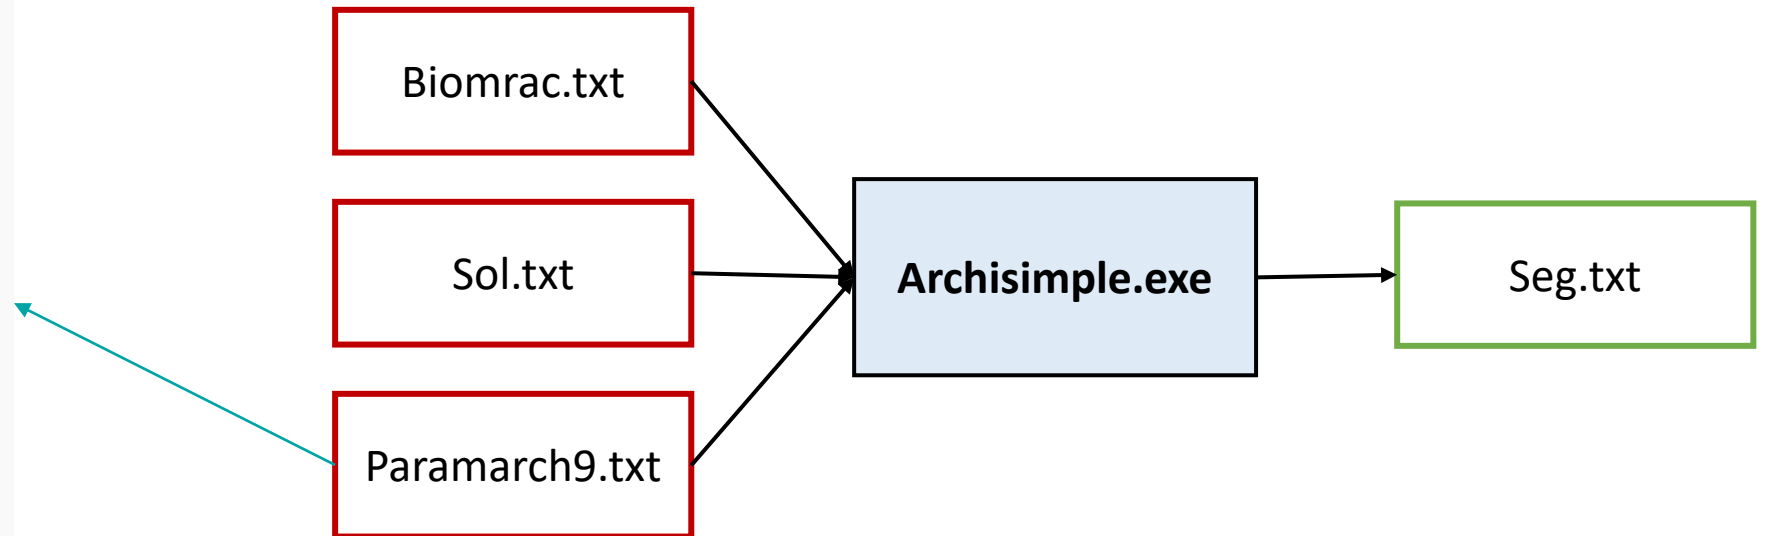 Biomrac.txt
Sol.txt
Archisimple.exe
Seg.txt
Paramarch9.txt